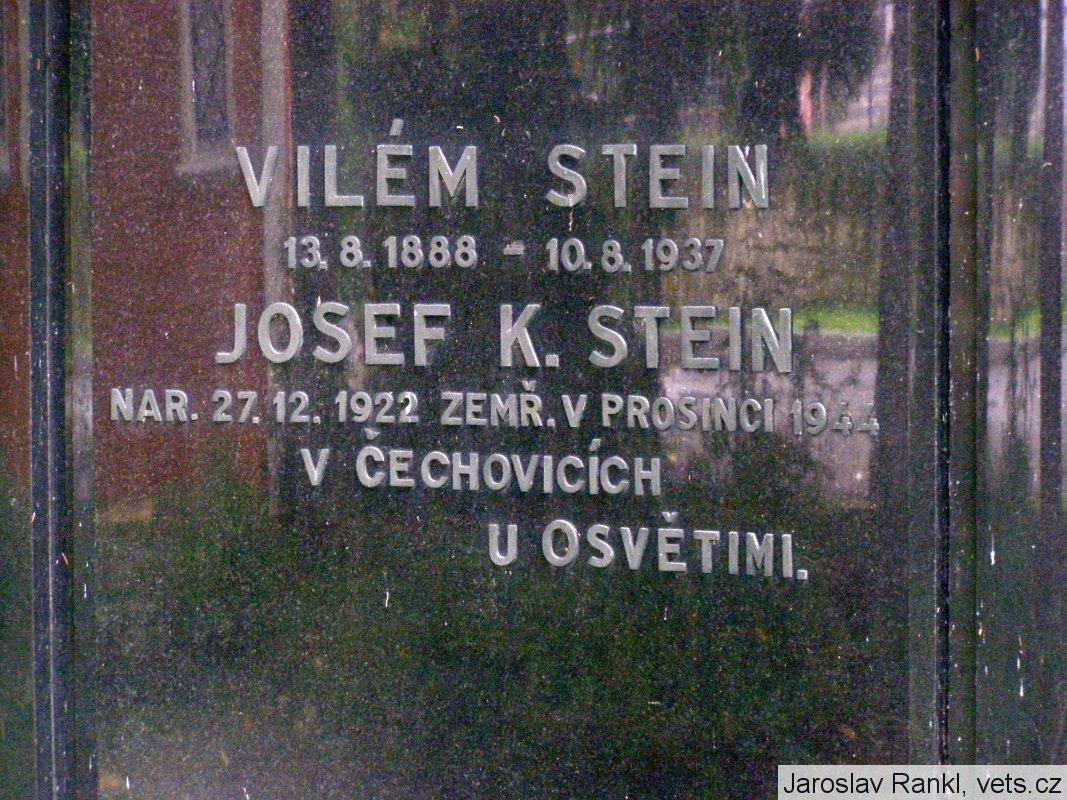 VILÉM STEIN
13. 8. 1888 - 10. 8. 1937
JOSEF K. STEIN
NAR. 27. 12. 1922 ZEMŘ. V PROSINCI 1944
V ČECHOVICÍCH
U OSVĚTIMI.
Jaroslav Rankl, vets.cz